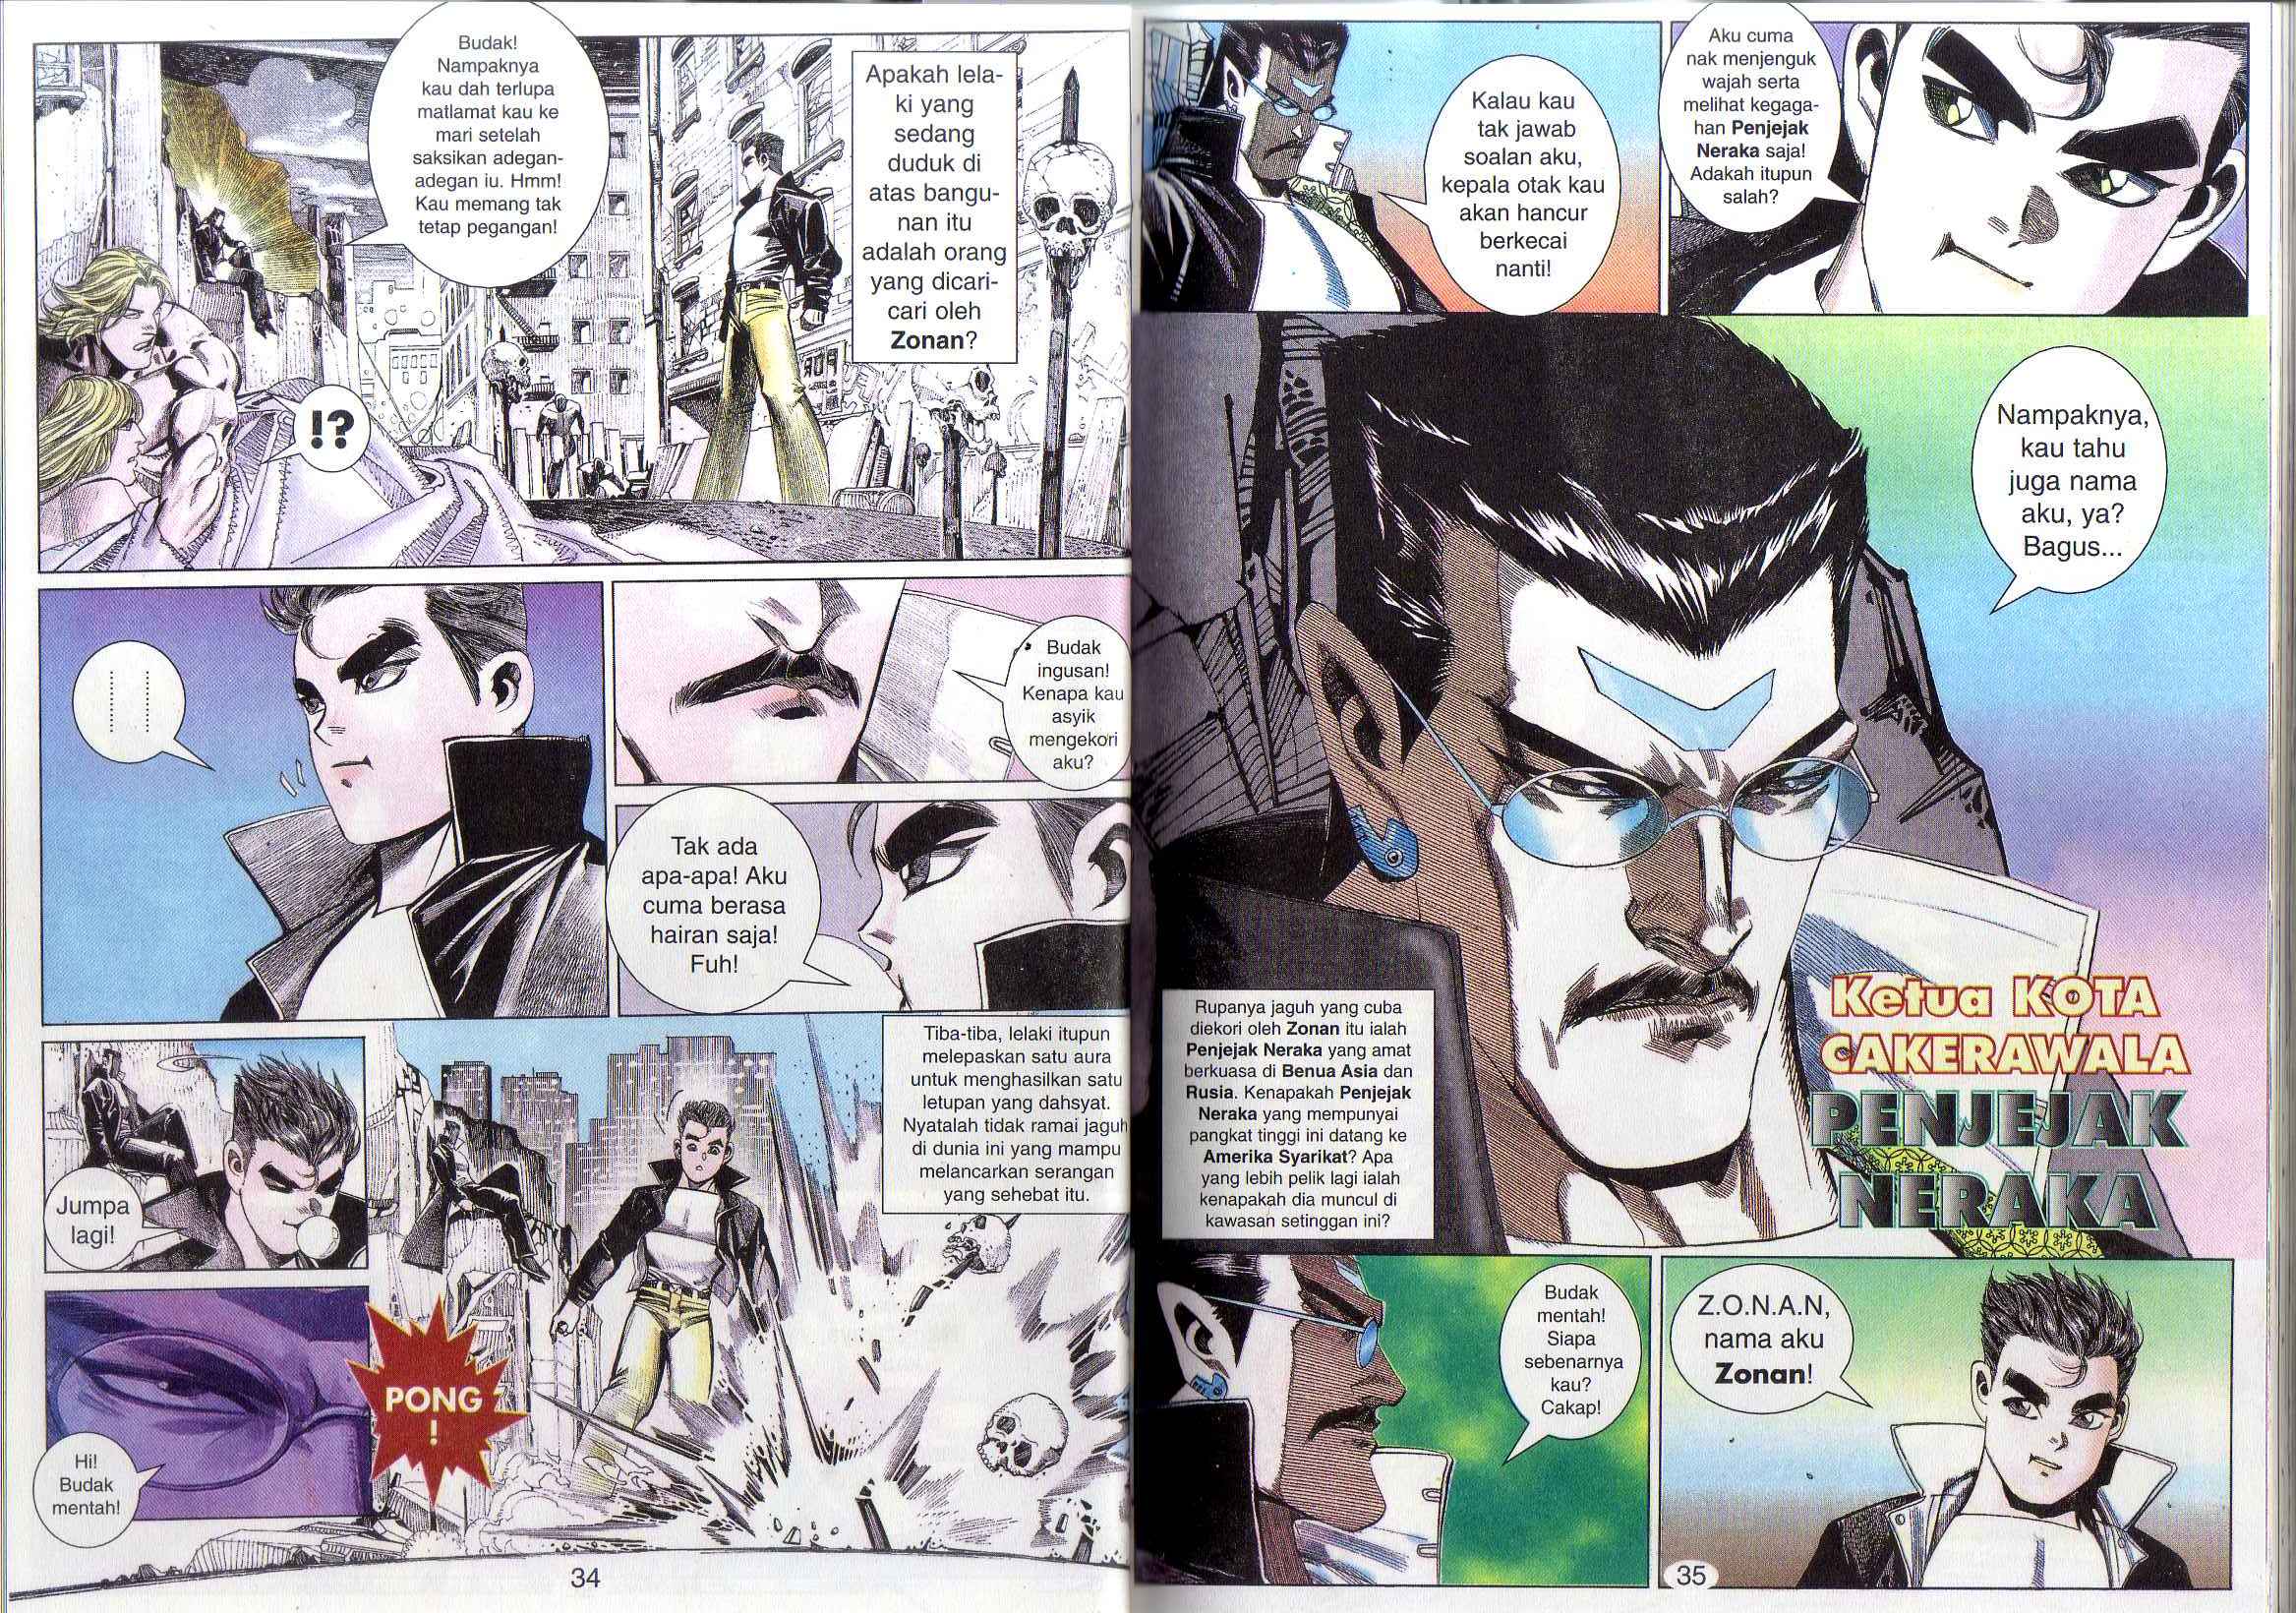 Budak!
Nampaknya
kau dah terlupa
matlamat kau ke
mari setelah
saksikan adegan-
adegan iu. Hmm!
Kau memang tak
tetap pegangan!
Apakah lela-
ki yang
sedang
duduk di
atas bangu-
nan itu
adalah orang
yang dicari-
cari oleh
Zonan?
!?
Budak
ingusan!
Kenapa kau
asyik
mengekori
aku?
Tak ada
apa-apa! Aku
cuma berasa
hairan saja!
Fuh!
Jumpa
lagi!
Hi!
Budak
mentah!
PONG
!
Tiba-tiba, lelaki itupun
melepaskan satu aura
untuk menghasilkan satu
letupan yang dahsyat.
Nyatalah tidak ramai jaguh
di dunia ini yang mampu
melancarkan serangan
yang sehebat itu.
34
Kalau kau
tak jawab
soalan aku,
kepala otak kau
akan hancur
berkecai
nanti!
Aku cuma
nak menjenguk
wajah serta
melihat kegaga-
han Penjejak
Neraka saja!
Adakah itupun
salah?
Nampaknya,
kau tahu
juga nama
aku, ya?
Bagus...
Rupanya jaguh yang cuba
diekori oleh Zonan itu ialah
Penjejak Neraka yang amat
berkuasa di Benua Asia dan
Rusia. Kenapakah Penjejak
Neraka yang mempunyai
pangkat tinggi ini datang ke
Amerika Syarikat? Apa
yang lebih pelik lagi ialah
kenapakah dia muncul di
kawasan setinggan ini?
Ketua KOTA
CAKERAWALA
PENJEJAK
NERAKA
Budak
mentah!
Siapa
sebenarnya
kau?
Cakap!
Z.O.N.A.N,
nama aku
Zonan!
35